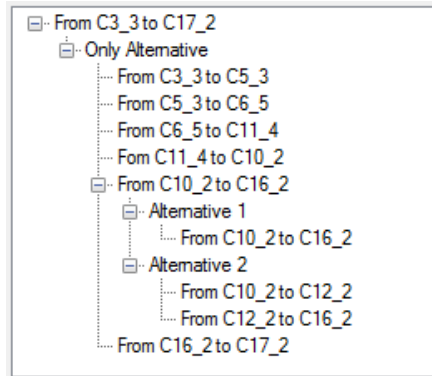 From C3_3 to C17_2
Only Alternative
From C3_3 to C5_3
From C5_3 to C6_5
From C6_5 to C11_4
Fom C11_4 to C10_2
From C10_2 to C16_2
Alternative 1
From C10_2 to C16_2
Alternative 2
From C10_2 to C12_2
From C12_2 to C16_2
From C16_2 to C17_2